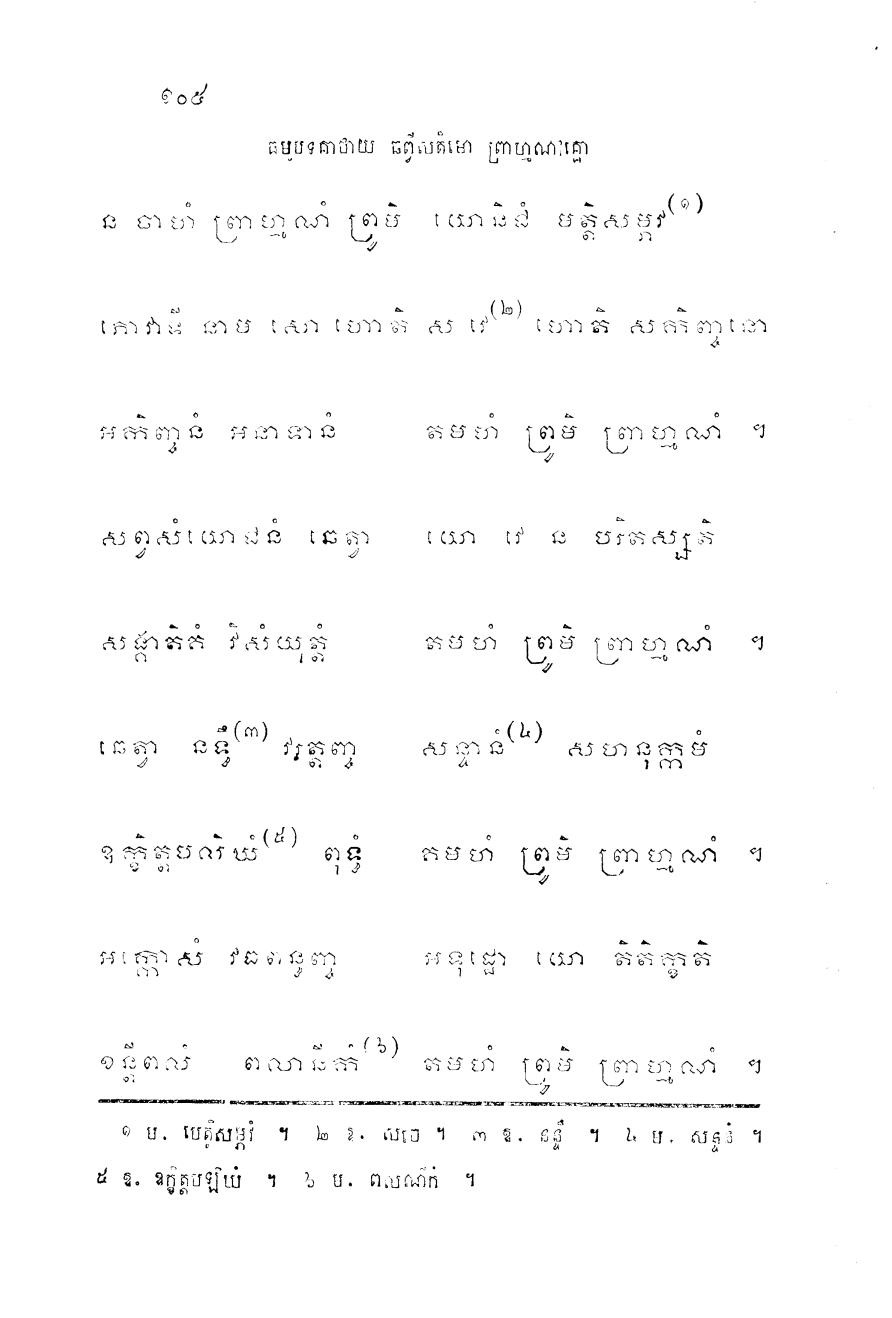 ១០៥
ធម្មបទគាថាយ ឆព្វីសតិមោ ព្រាហ្មណវគ្គោ
ន ចាហំ ព្រាហ្មណំ ព្រូមិ យោនិជំ មត្តិសម្ភវ(១)
ភោវាទី នាម សោ ហោតិ ស វេ(២) ហោតិ សកិញ្ចនោ
អកិញ្ចនំ អនាទានំ តមហំ ព្រូមិ ព្រាហ្មណំ ។
សព្វសំយោជនំ ឆេត្វា យោ វេ ន បរិតស្សតិ
សង្គាតិគំ វិសំយុត្តំ តមហំ ព្រូមិ ព្រាហ្មណំ ។
ឆេត្វា នទ្ធឹ(៣) វរត្តញ្ច សន្ទានំ(៤) សហនុក្កមំ
ឧក្ខិត្តបលិឃំ(៥) ពុទ្ធំ តមហំ ព្រូមិ ព្រាហ្មណំ ។
អក្កោសំ វធពន្ធញ្ច អទុដ្ឋោ យោ តិតិក្ខតិ
ខន្តីពលំ ពលានីកំ(៦) តមហំ ព្រូមិ ព្រាហ្មណំ ។
១ ម. មេត្តិសម្ភវំ ។ ២ ឱ. សចេ ។ ៣ ឱ. នន្ទឹ ។ ៤ ម. សន្ទនំ ។
៥ ឱ. ឧក្ខិត្តបឡិឃំ ។ ៦ ម. ពលណីកំ ។